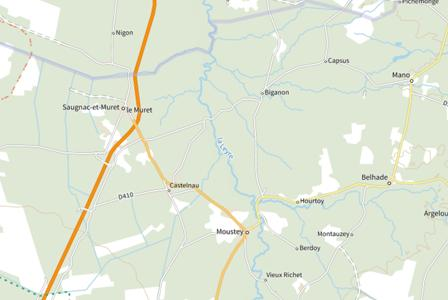 Pichemonge
Nigon
Capsus
Mano
Biganon
Saugnac-et-Muret
le Muret
la Leyre
Belhade
Castelnau
D410
Hourtoy
Argelou
Moustey
Montauzey
Berdoy
Vieux Richet